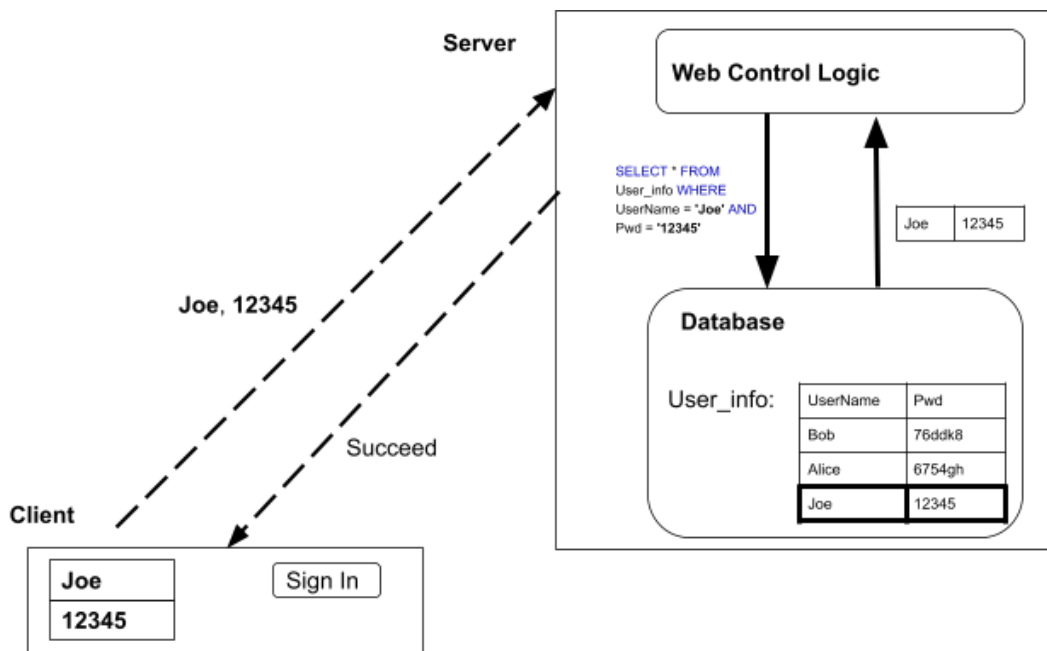 Server
Web Control Logic
SELECT * FROM
User_info WHERE
UserName = 'Joe' AND
Pwd = '12345'
Joe 12345
Joe, 12345
Succeed
Database
User_info:
UserName Pwd
Bob 76ddk8
Alice 6754gh
Joe 12345
Client
Joe
12345
Sign In